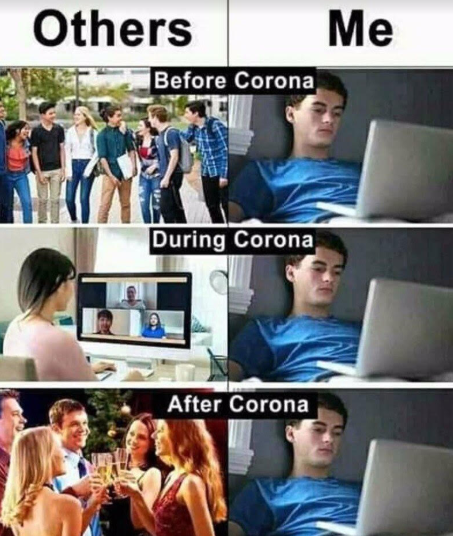 Others
Me
Before Corona
During Corona
After Corona